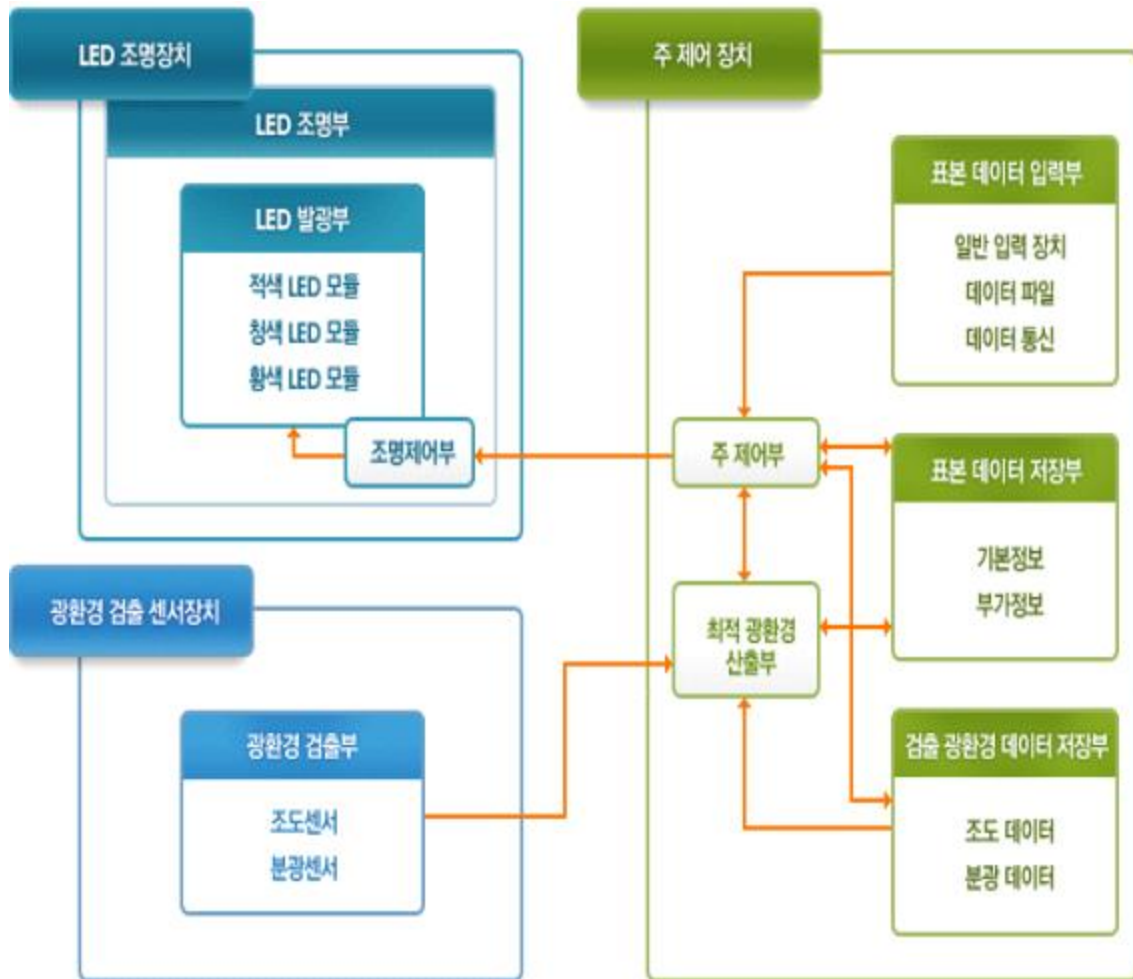 LED 조명장치
LED 조명부
LED 발광부
적색 LED 모듈
청색 LED 모듈
황색 LED 모듈
조명제어부
광환경 검출 센서장치
광환경 검출부
조도센서
분광센서
주 제어 장치
표본 데이터 입력부
일반 입력 장치
데이터 파일
데이터 통신
주 제어부
표본 데이터 저장부
기본정보
부가정보
최적 광환경
산출부
검출 광환경 데이터 저장부
조도 데이터
분광 데이터